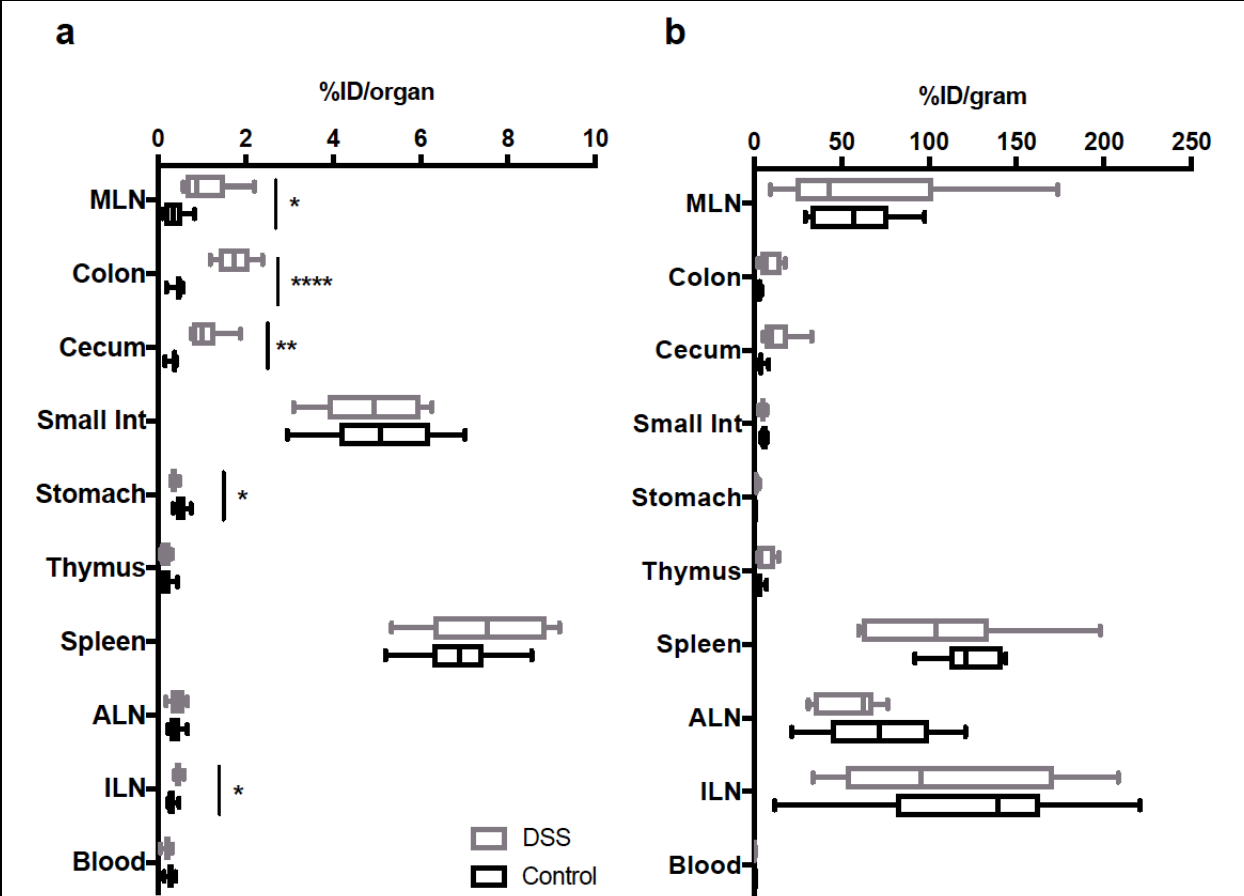 a
%ID/organ
0 2 4 6 8 10
MLN *
Colon ****
Cecum **
Small Int
Stomach *
Thymus
Spleen
ALN
ILN *
Blood
DSS
Control
b
%ID/gram
0 50 100 150 200 250
MLN
Colon
Cecum
Small Int
Stomach
Thymus
Spleen
ALN
ILN
Blood